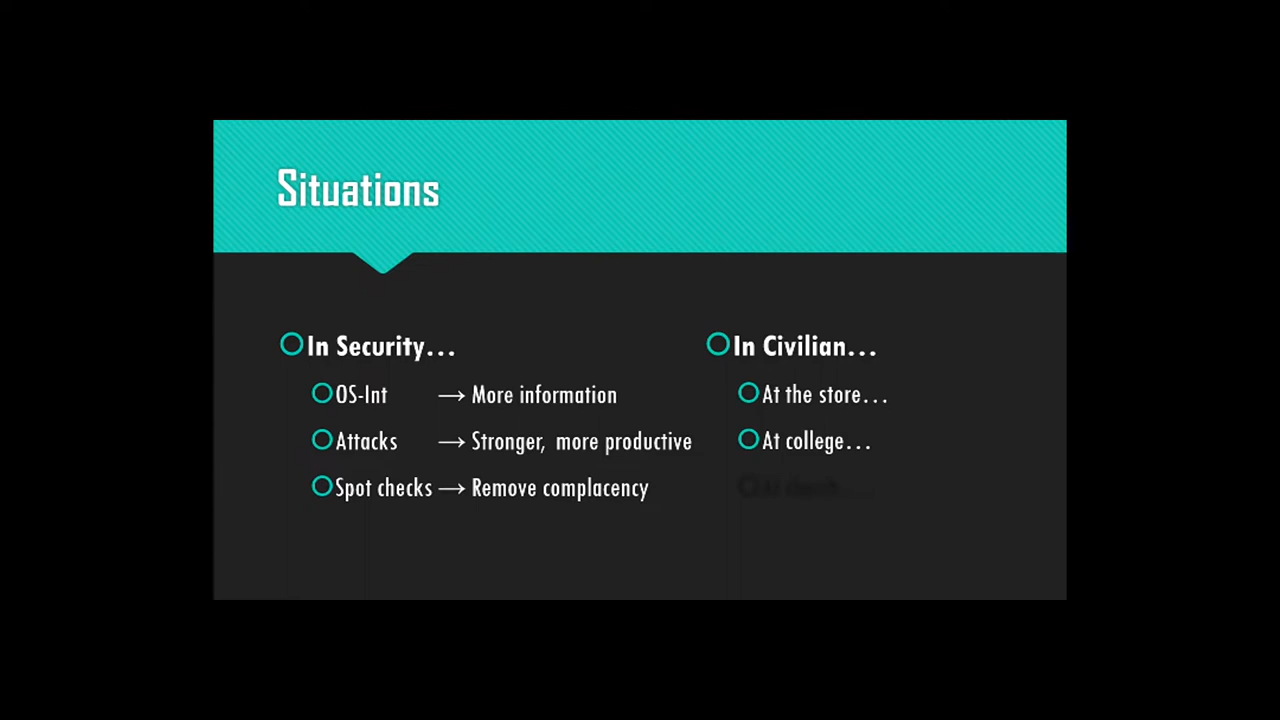 Situations
In Security…
OS-Int → More information
Attacks → Stronger, more productive
Spot checks → Remove complacency
In Civilian…
At the store…
At college…